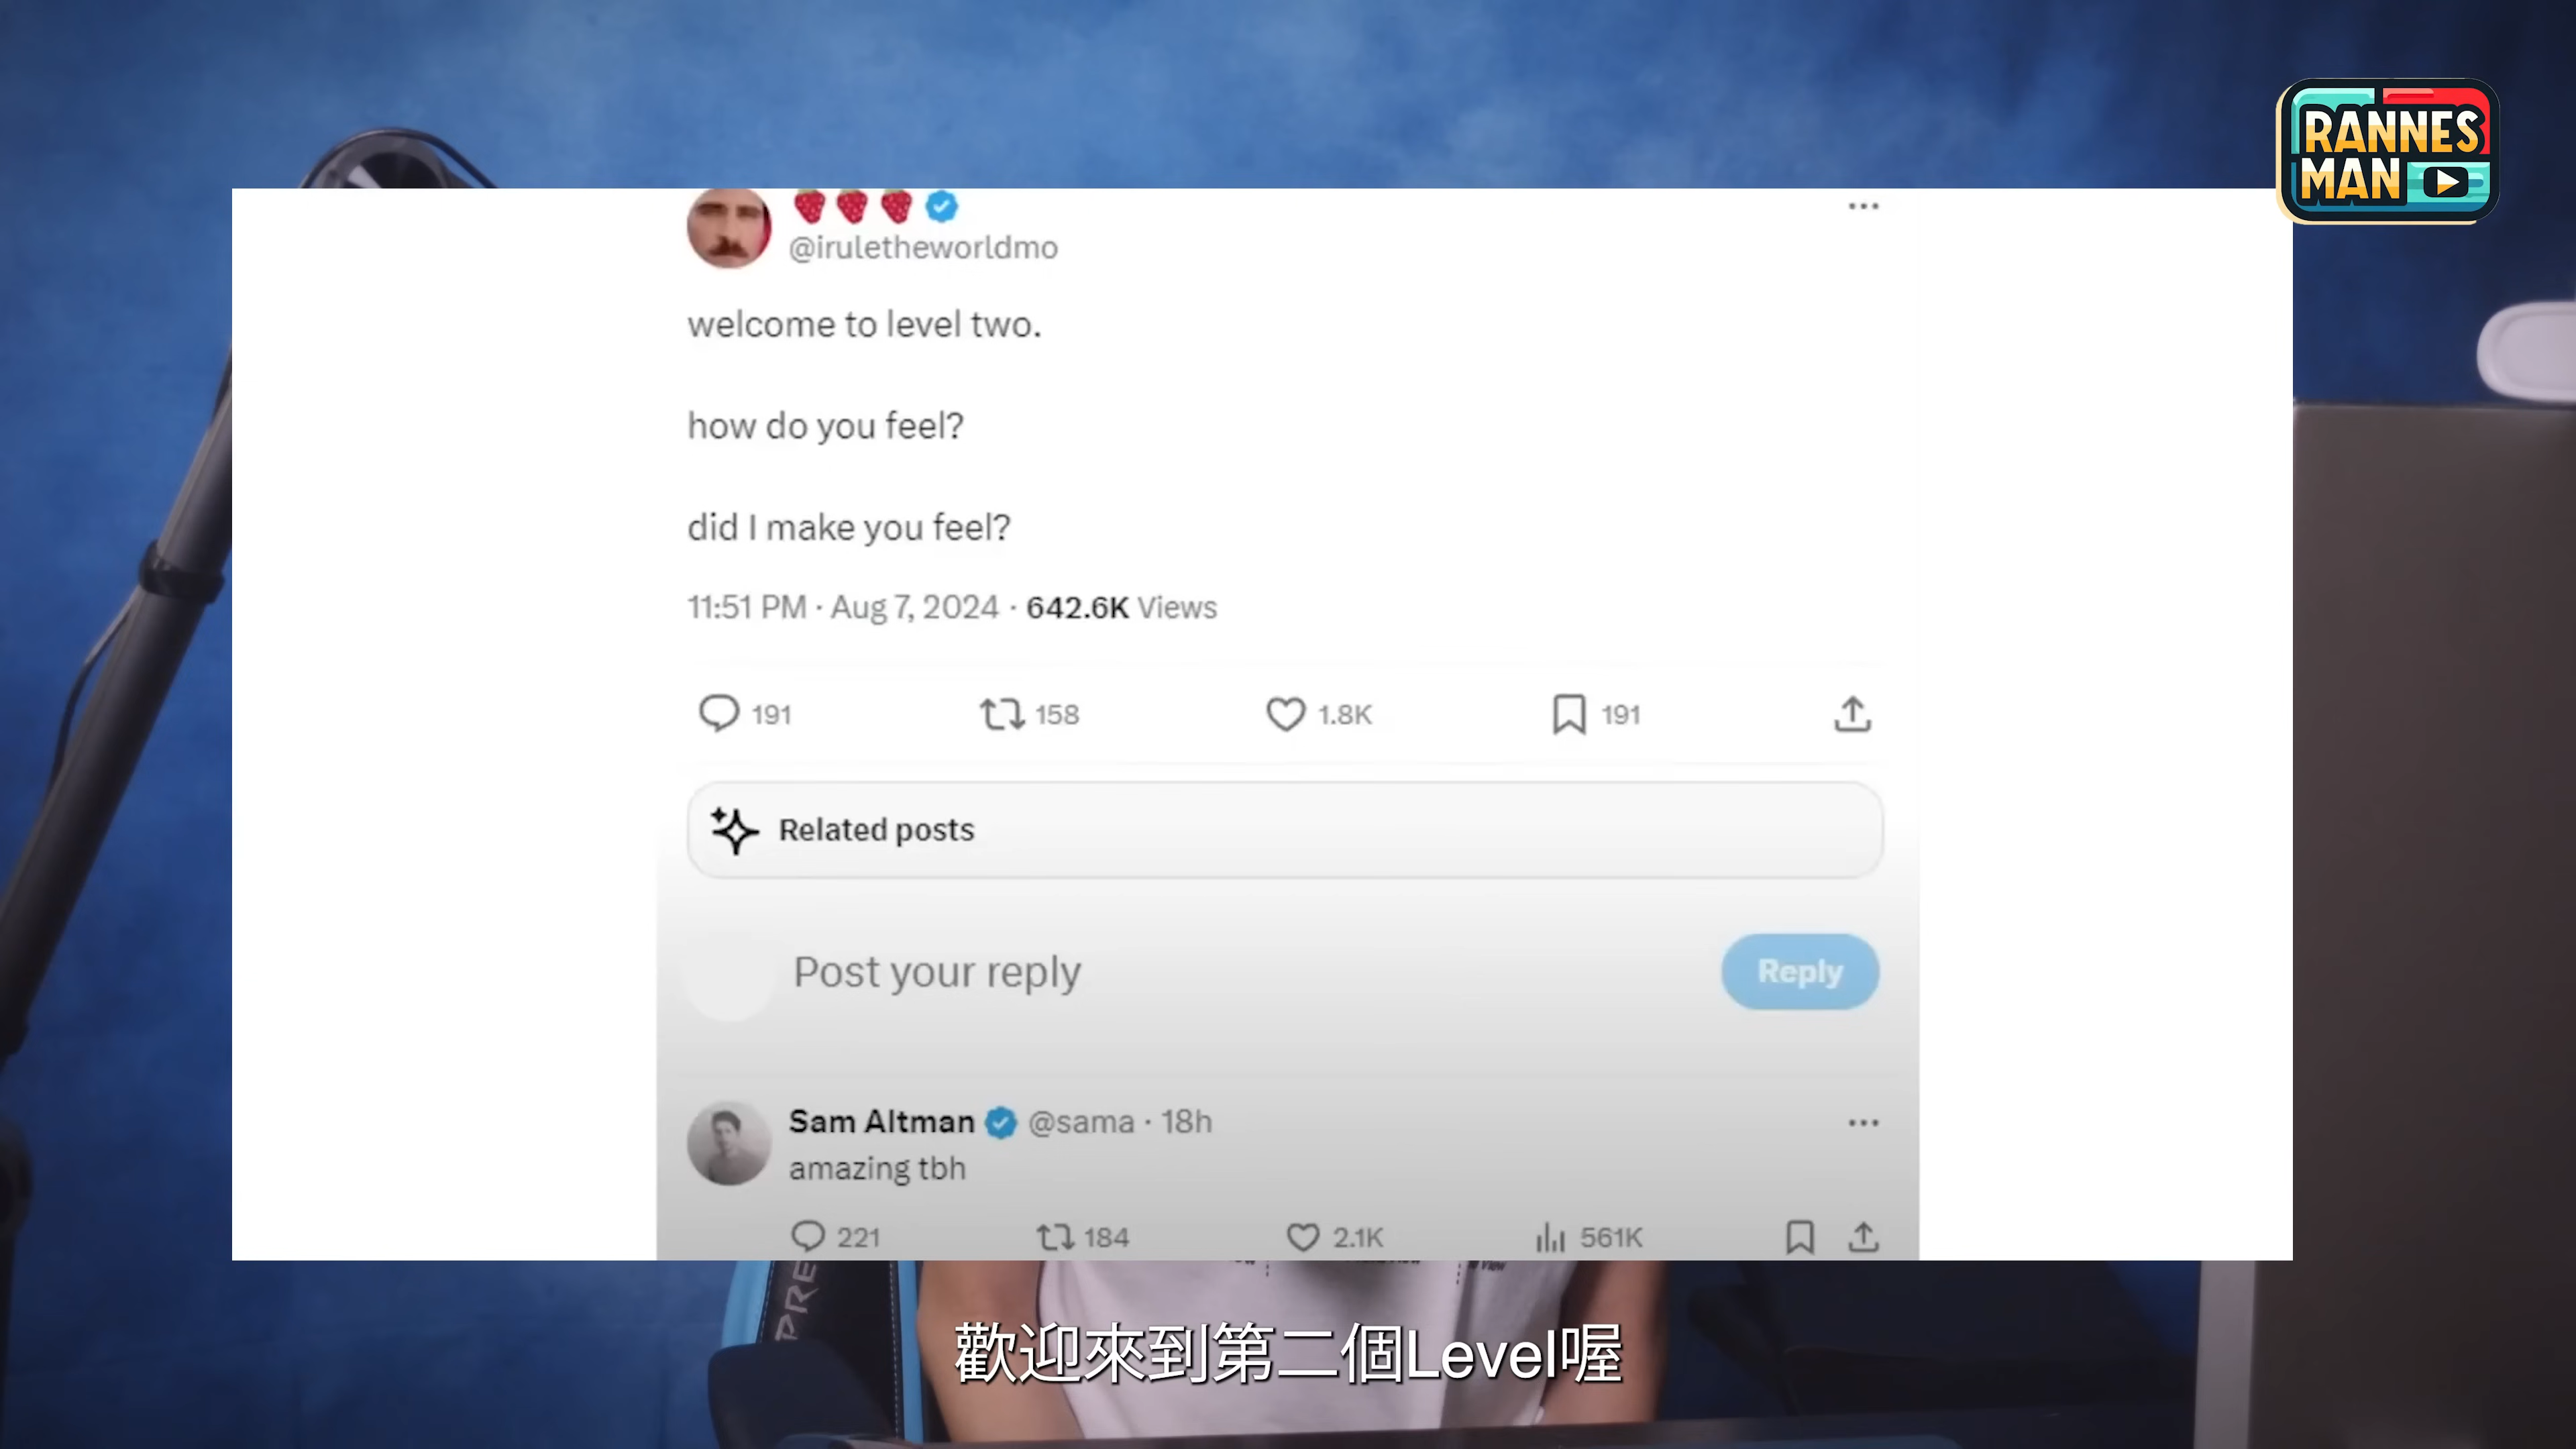 RANNES
MAN
🍓🍓🍓
@iruletheworldmo
welcome to level two.
how do you feel?
did I make you feel?
11:51 PM · Aug 7, 2024 · 642.6K Views
191 158 1.8K 191
Related posts
Post your reply
Reply
Sam Altman @sama · 18h
amazing tbh
221 184 2.1K 561K
PRE
歡迎來到第二個Level喔